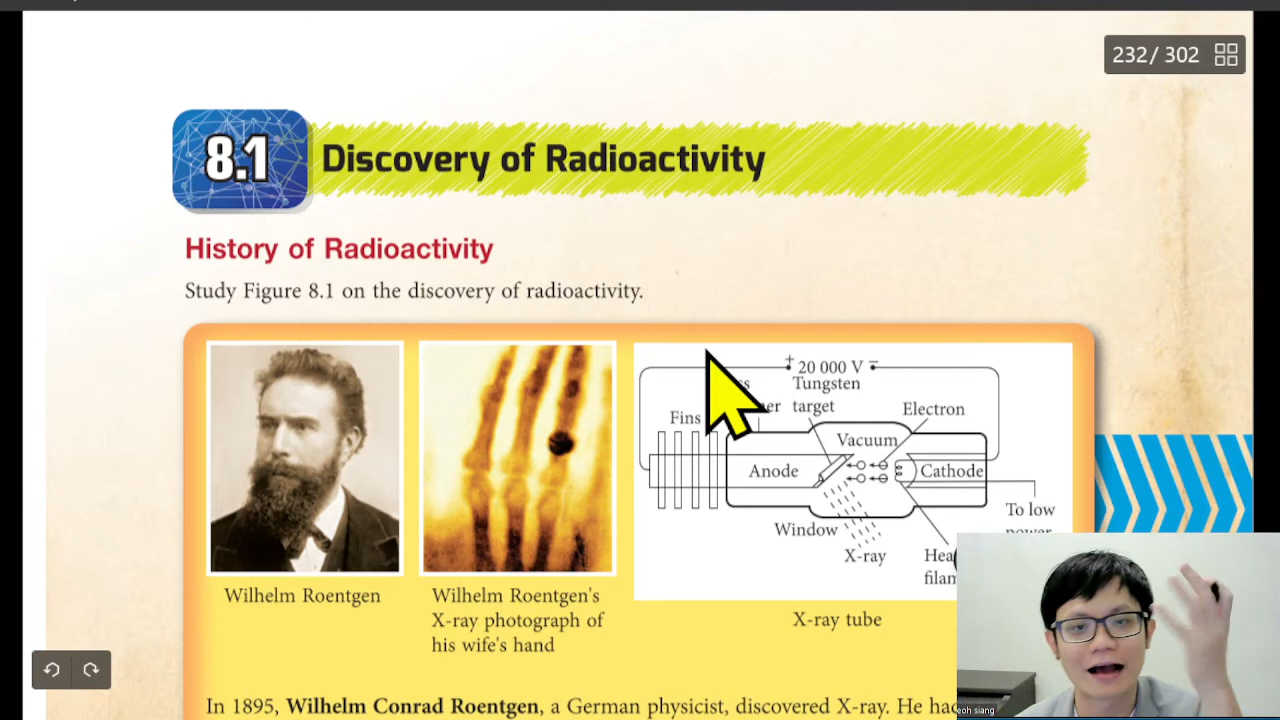 232 / 302
8.1
Discovery of Radioactivity
History of Radioactivity
Study Figure 8.1 on the discovery of radioactivity.
+ 20 000 V −
Tungsten
target
Fins
Electron
Vacuum
Anode
Cathode
Window
To low
X-ray
Wilhelm Roentgen
Wilhelm Roentgen's
X-ray photograph of
his wife's hand
X-ray tube
In 1895, Wilhelm Conrad Roentgen, a German physicist, discovered X-ray. He
eoh siang